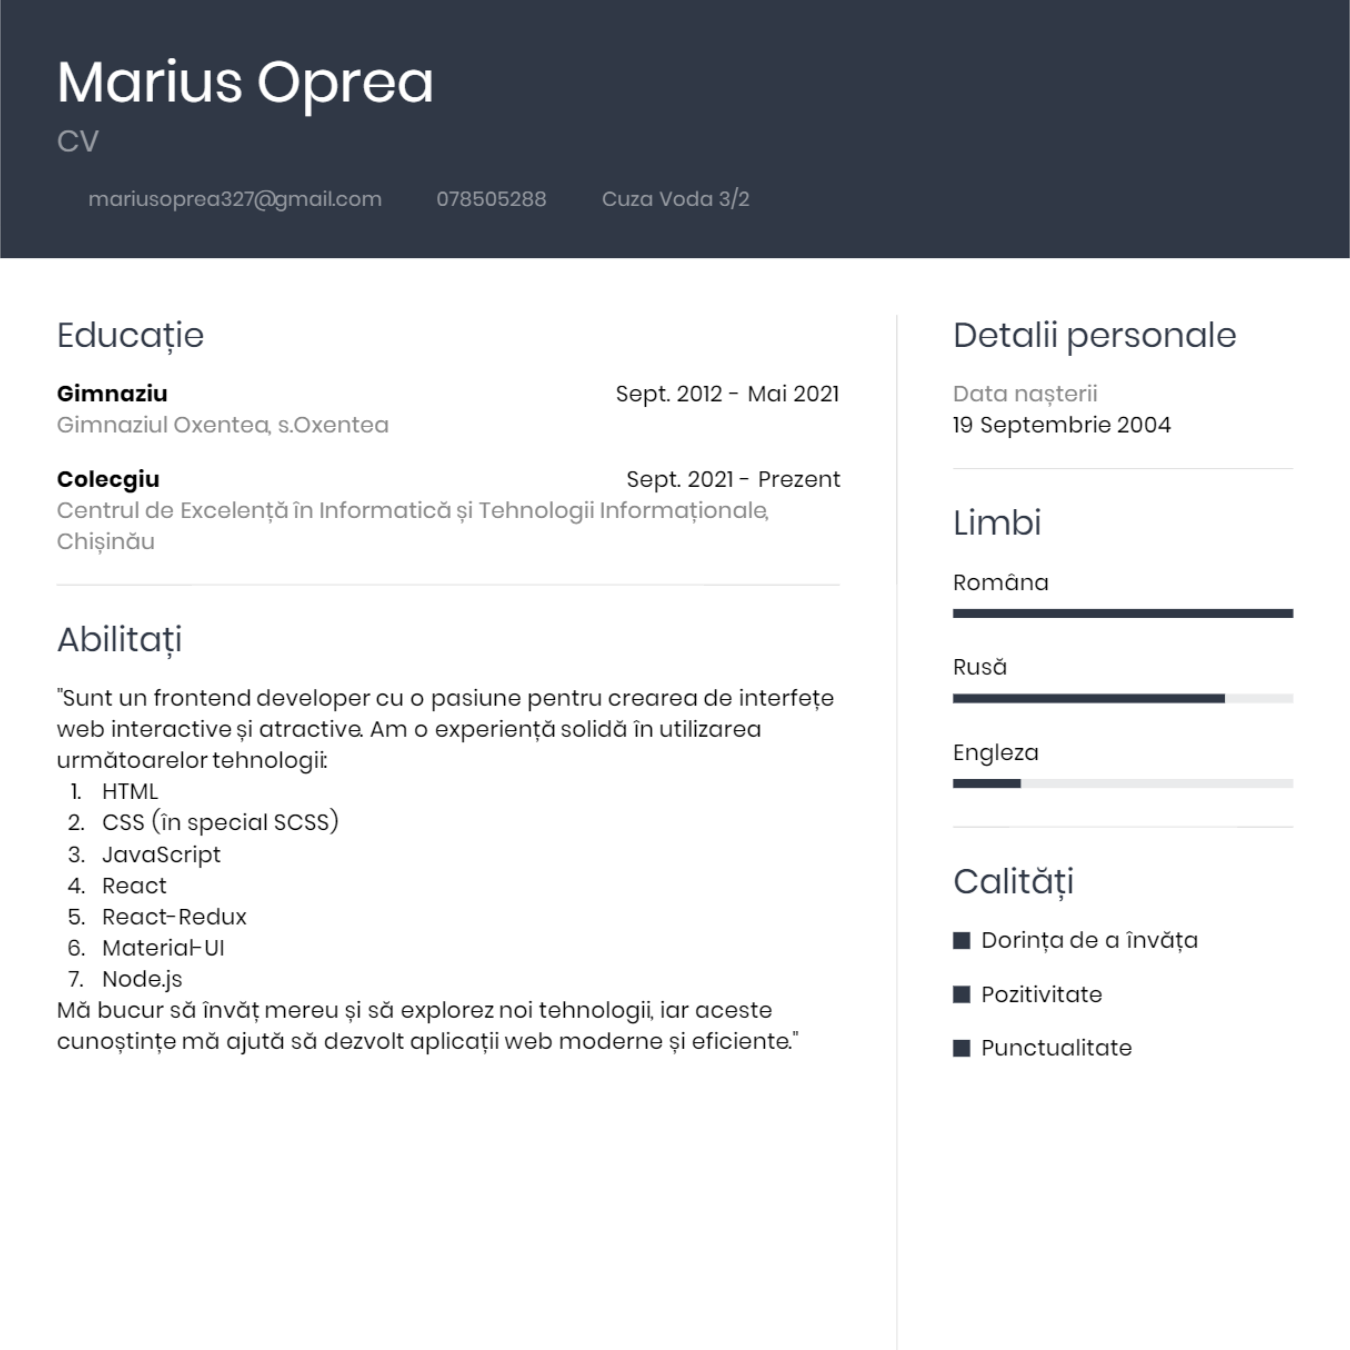 Marius Oprea
CV
mariusoprea327@gmail.com 078505288 Cuza Voda 3/2
Educație
Gimnaziu Sept. 2012 - Mai 2021
Gimnaziul Oxentea, s.Oxentea
Colecgiu Sept. 2021 - Prezent
Centrul de Excelență în Informatică și Tehnologii Informaționale,
Chișinău
Abilitați
"Sunt un frontend developer cu o pasiune pentru crearea de interfețe
web interactive și atractive. Am o experiență solidă în utilizarea
următoarelor tehnologii:
1. HTML
2. CSS (în special SCSS)
3. JavaScript
4. React
5. React-Redux
6. Material-UI
7. Node.js
Mă bucur să învăț mereu și să explorez noi tehnologii, iar aceste
cunoștințe mă ajută să dezvolt aplicații web moderne și eficiente."
Detalii personale
Data nașterii
19 Septembrie 2004
Limbi
Româna
Rusă
Engleza
Calități
Dorința de a învăța
Pozitivitate
Punctualitate